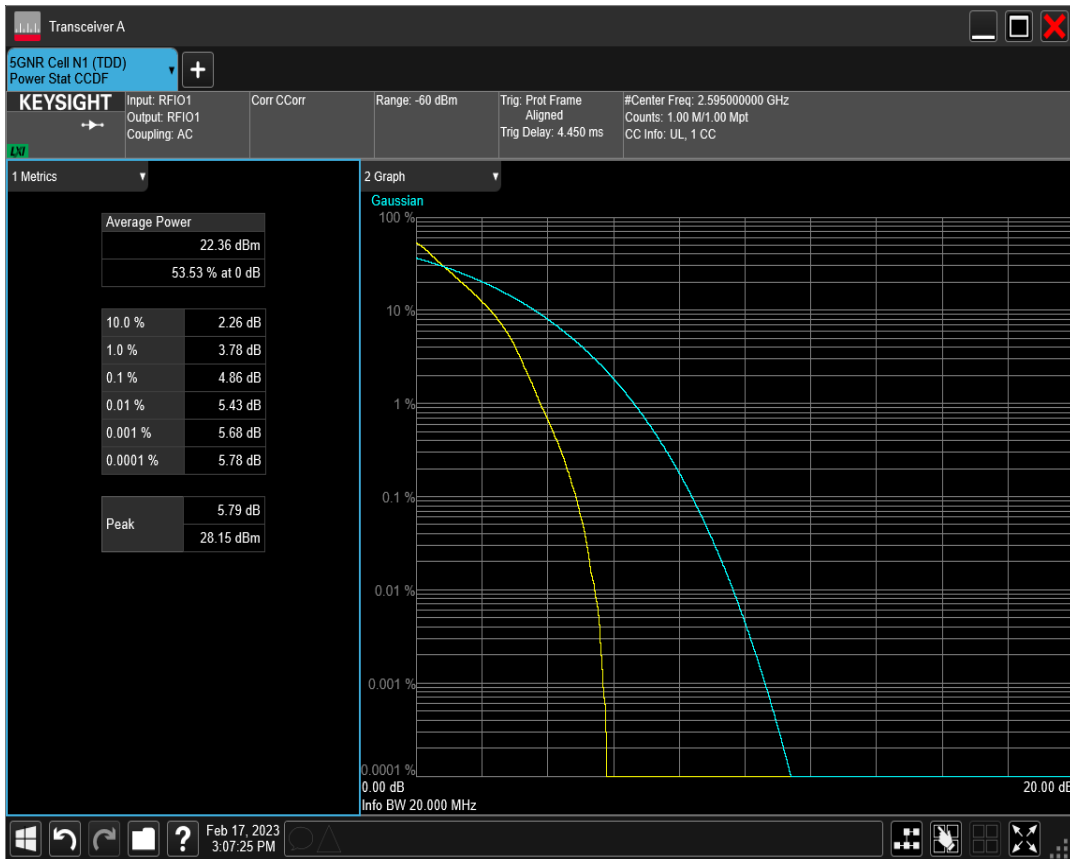 Transceiver A
5GNR Cell N1 (TDD)
Power Stat CCDF
KEYSIGHT
LXI
Input: RFIO1
Output: RFIO1
Coupling: AC
Corr CCorr
Range: -60 dBm
Trig: Prot Frame
Aligned
Trig Delay: 4.450 ms
#Center Freq: 2.595000000 GHz
Counts: 1.00 M/1.00 Mpt
CC Info: UL, 1 CC
1 Metrics
Average Power
22.36 dBm
53.53 % at 0 dB
10.0 % 2.26 dB
1.0 % 3.78 dB
0.1 % 4.86 dB
0.01 % 5.43 dB
0.001 % 5.68 dB
0.0001 % 5.78 dB
Peak 5.79 dB
28.15 dBm
2 Graph
Gaussian
100 %
10 %
1 %
0.1 %
0.01 %
0.001 %
0.0001 %
0.00 dB 20.00 dB
Info BW 20.000 MHz
?
Feb 17, 2023
3:07:25 PM